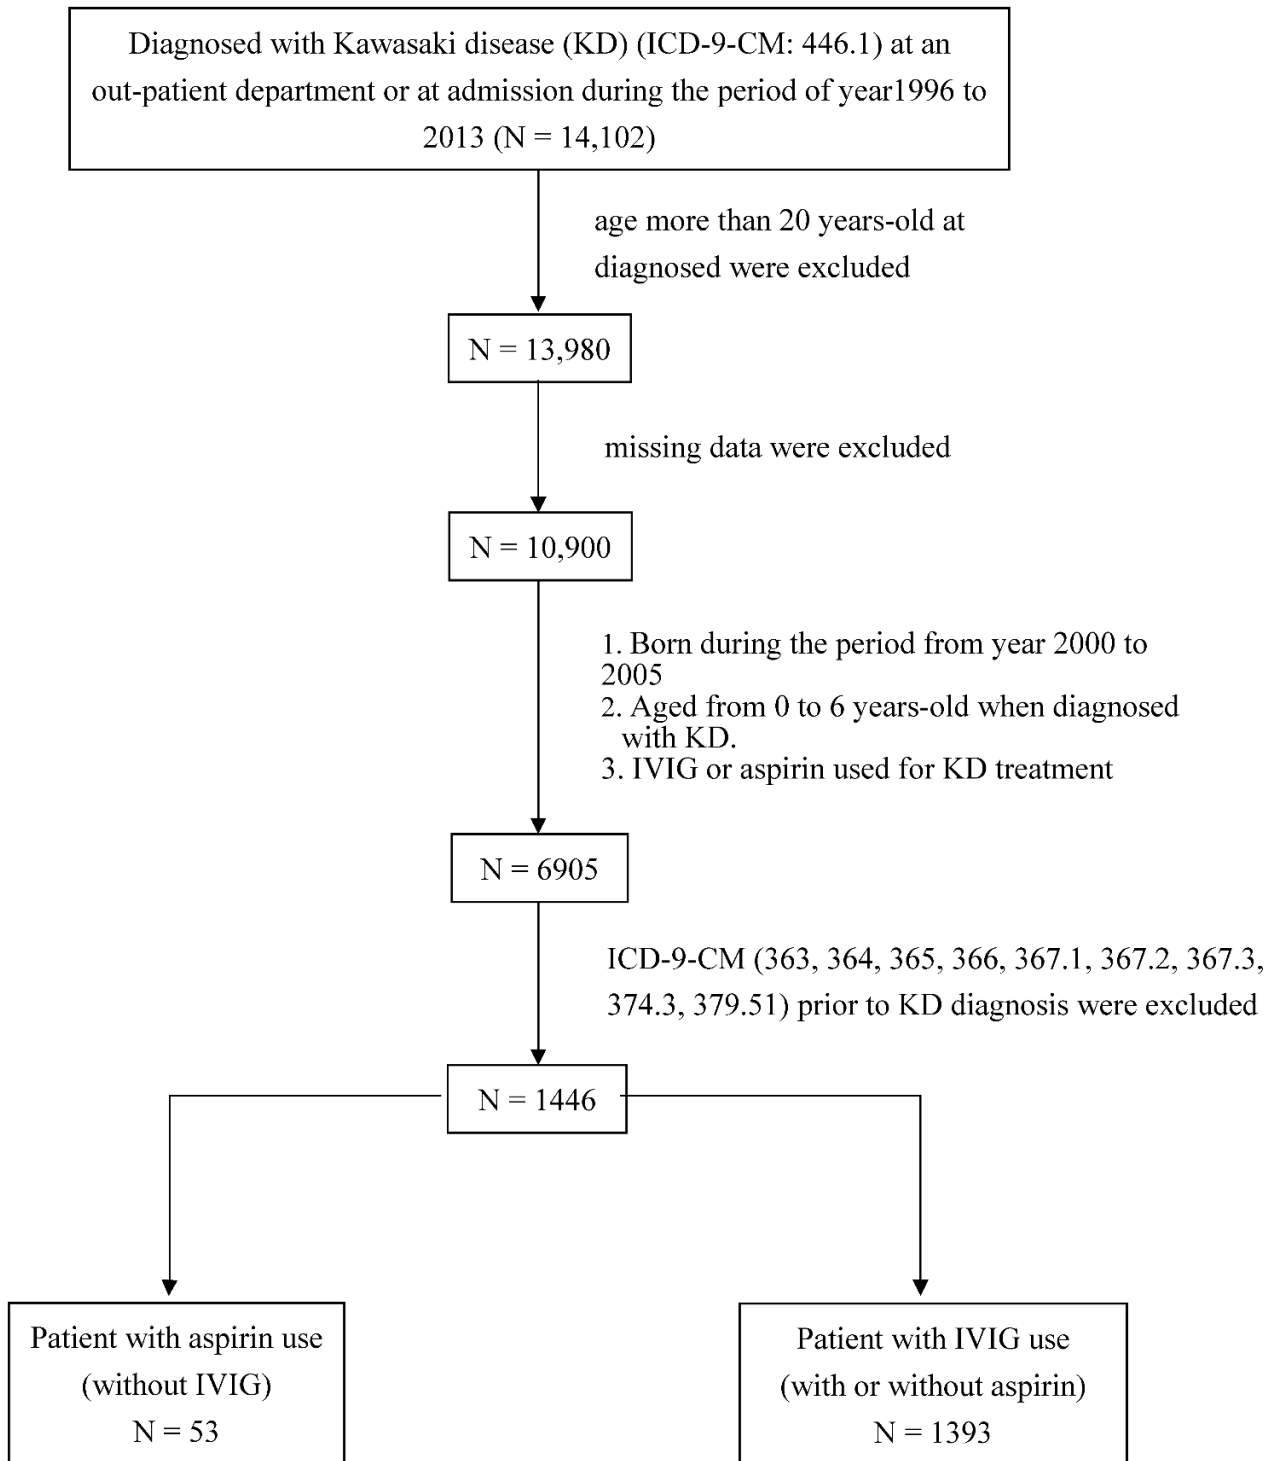 Diagnosed with Kawasaki disease (KD) (ICD-9-CM: 446.1) at an
out-patient department or at admission during the period of year1996 to
2013 (N = 14,102)
age more than 20 years-old at
diagnosed were excluded
N = 13,980
missing data were excluded
N = 10,900
1. Born during the period from year 2000 to
2005
2. Aged from 0 to 6 years-old when diagnosed
with KD.
3. IVIG or aspirin used for KD treatment
N = 6905
ICD-9-CM (363, 364, 365, 366, 367.1, 367.2, 367.3,
374.3, 379.51) prior to KD diagnosis were excluded
N = 1446
Patient with aspirin use
(without IVIG)
N = 53
Patient with IVIG use
(with or without aspirin)
N = 1393